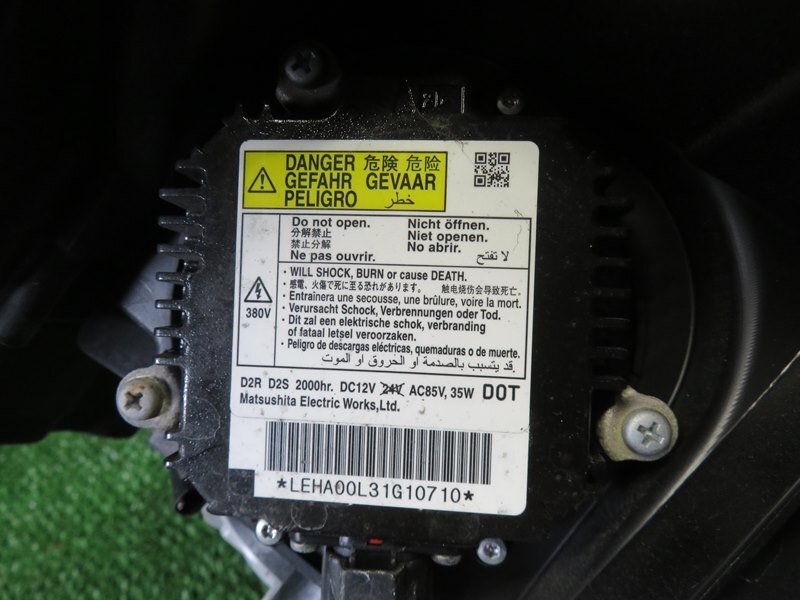 DANGER 危険 危险
GEFAHR GEVAAR
PELIGRO خطر
Do not open.
分解禁止
禁止分解
Ne pas ouvrir.
Nicht öffnen.
Niet openen.
No abrir.
لا تفتح
380V
· WILL SHOCK, BURN or cause DEATH.
· 感電、火傷で死に至る恐れがあります。 触电烧伤会导致死亡.
· Entraînera une secousse, une brûlure, voire la mort.
· Verursacht Schock, Verbrennungen oder Tod.
· Dit zal een elektrische schok, verbranding
of fataal letsel veroorzaken.
· Peligro de descargas eléctricas, quemaduras o de muerte.
قد يتسبب بالصدمة أو الحروق أو الموت.
D2R D2S 2000hr. DC12V 24V AC85V, 35W DOT
Matsushita Electric Works,Ltd.
*LEHA00L31G10710*